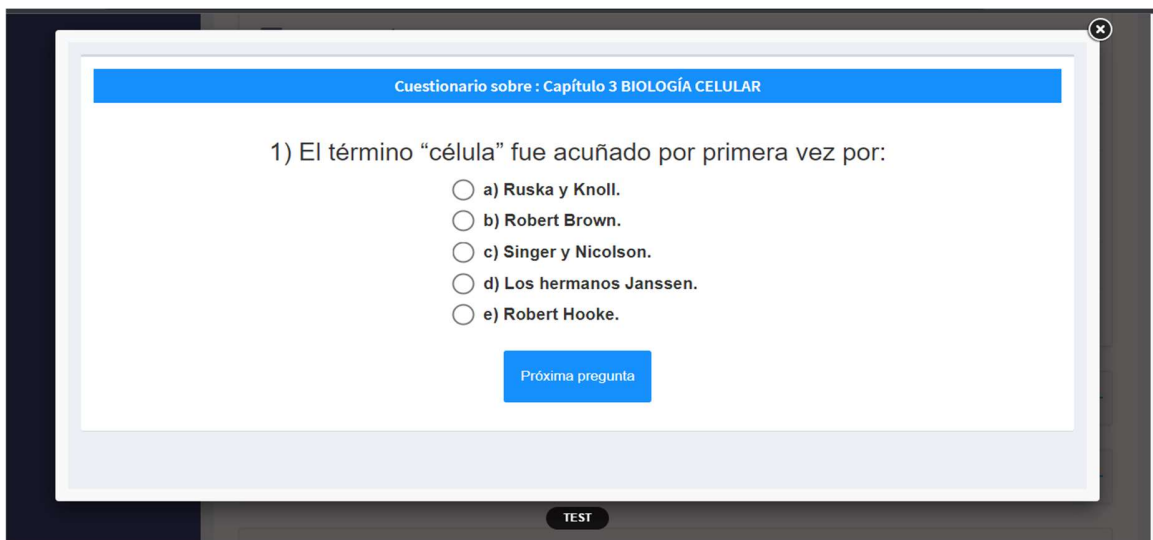 Cuestionario sobre : Capítulo 3 BIOLOGÍA CELULAR
1) El término “célula” fue acuñado por primera vez por:
a) Ruska y Knoll.
b) Robert Brown.
c) Singer y Nicolson.
d) Los hermanos Janssen.
e) Robert Hooke.
Próxima pregunta
TEST